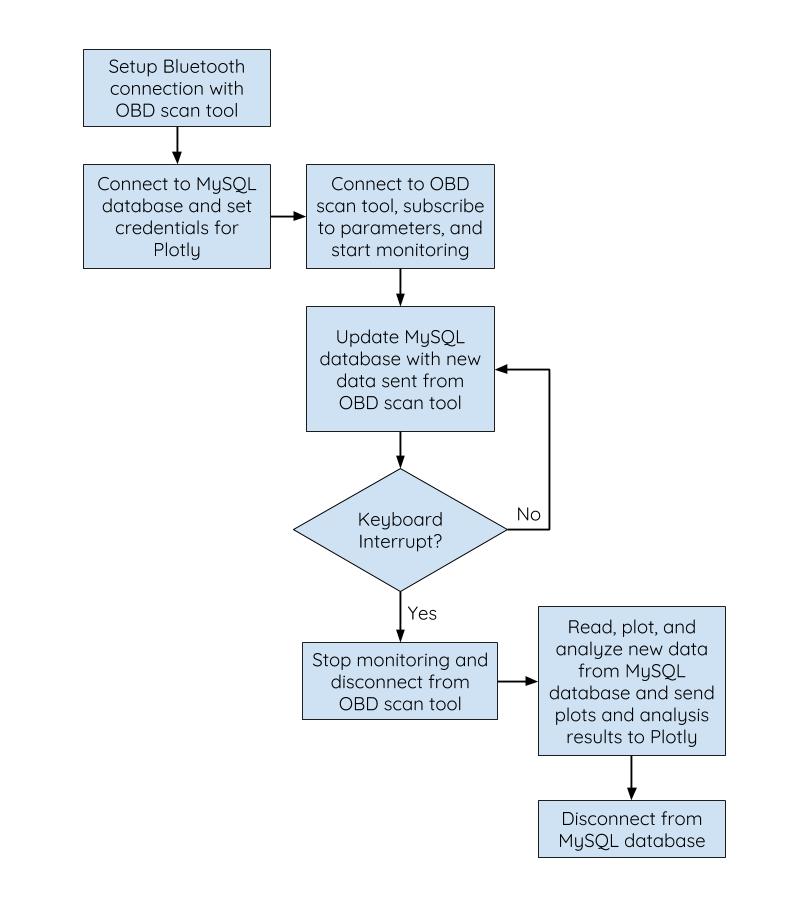 Setup Bluetooth
connection with
OBD scan tool
Connect to MySQL
database and set
credentials for
Plotly
Connect to OBD
scan tool, subscribe
to parameters, and
start monitoring
Update MySQL
database with new
data sent from
OBD scan tool
Keyboard
Interrupt?
No
Yes
Stop monitoring and
disconnect from
OBD scan tool
Read, plot, and
analyze new data
from MySQL
database and send
plots and analysis
results to Plotly
Disconnect from
MySQL database